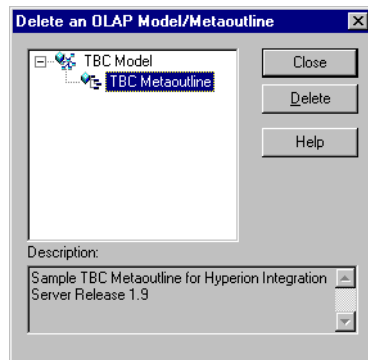 Delete an OLAP Model/Metaoutline
TBC Model
TBC Metaoutline
Close
Delete
Help
Description:
Sample TBC Metaoutline for Hyperion Integration
Server Release 1.9